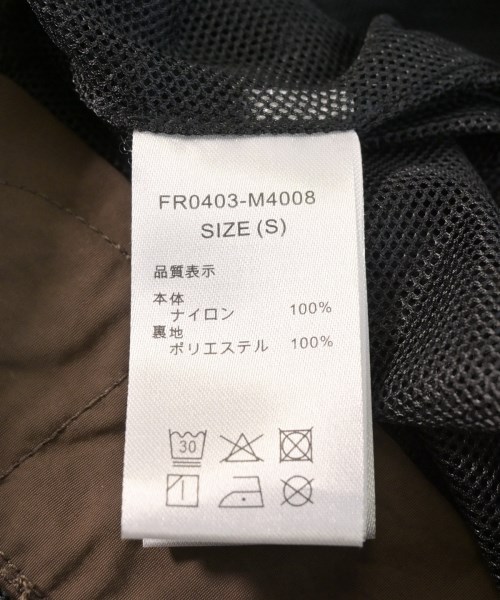 FR0403-M4008
SIZE (S)
品質表示
本体
ナイロン 100%
裏地
ポリエステル 100%
30